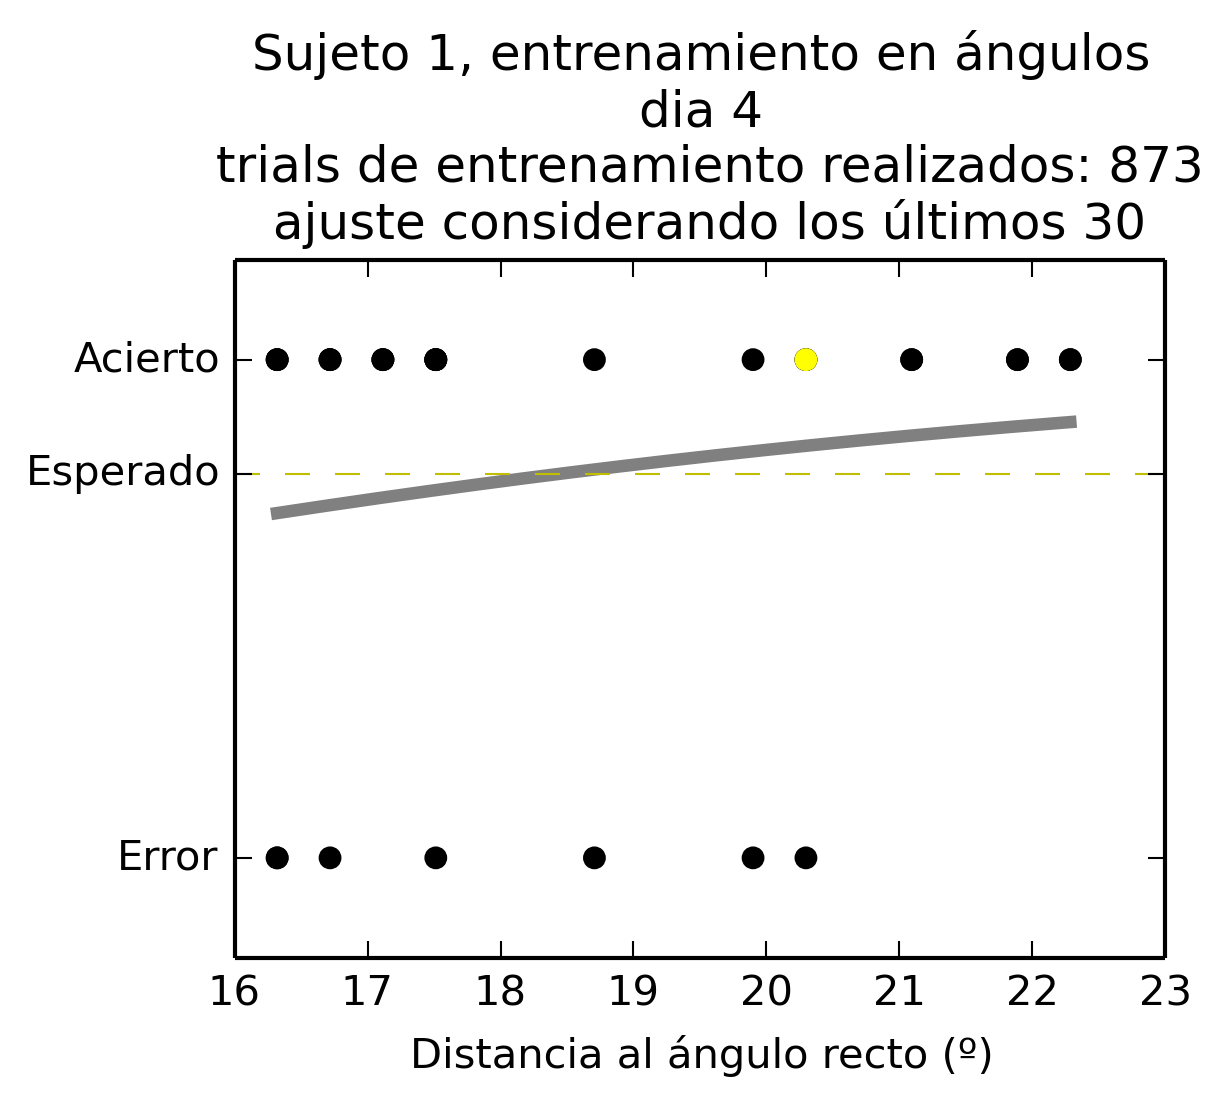 Sujeto 1, entrenamiento en ángulos
dia 4
trials de entrenamiento realizados: 873
ajuste considerando los últimos 30
Acierto
Esperado
Error
16 17 18 19 20 21 22 23
Distancia al ángulo recto (º)